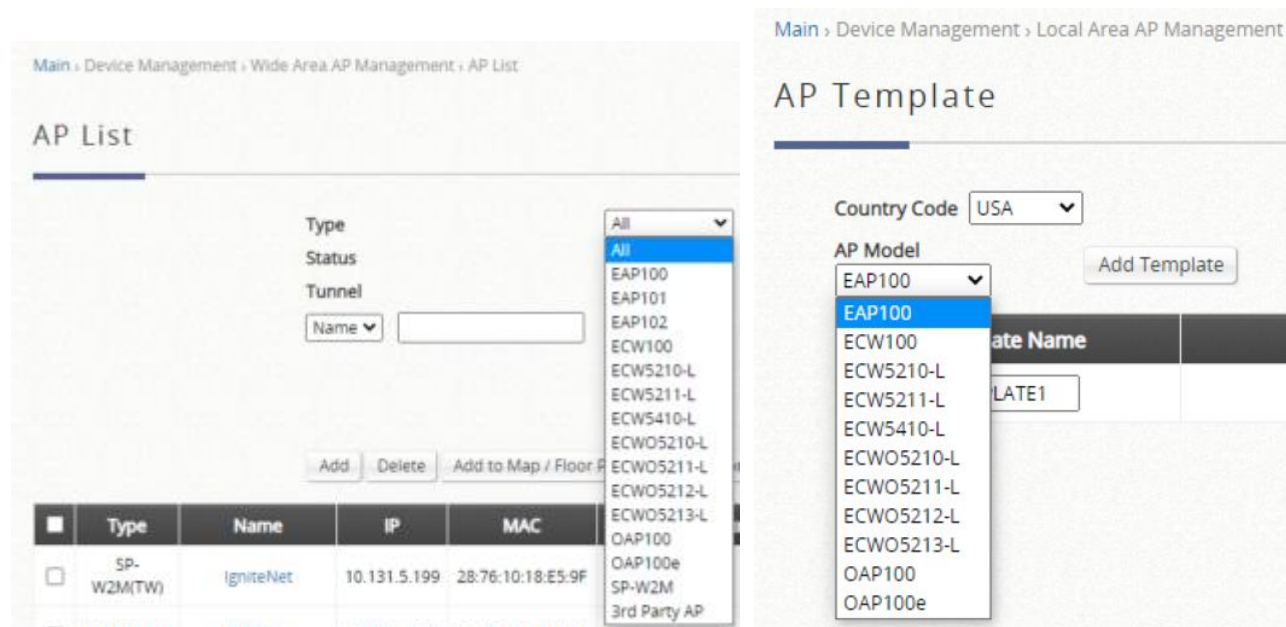 Main › Device Management › Wide Area AP Management › AP List
AP List
Type
All
Status
Tunnel
Name
All
EAP100
EAP101
EAP102
ECW100
ECW5210-L
ECW5211-L
ECW5410-L
ECWO5210-L
ECWO5211-L
ECWO5212-L
ECWO5213-L
OAP100
OAP100e
SP-W2M
3rd Party AP
Add Delete Add to Map / Floor
Type Name IP MAC
SP-
W2M(TW)
IgniteNet 10.131.5.199 28:76:10:18:E5:9F
Main › Device Management › Local Area AP Management
AP Template
Country Code USA
AP Model
EAP100 Add Template
EAP100
ECW100
ECW5210-L
ECW5211-L
ECW5410-L
ECWO5210-L
ECWO5211-L
ECWO5212-L
ECWO5213-L
OAP100
OAP100e
ate Name
LATE1